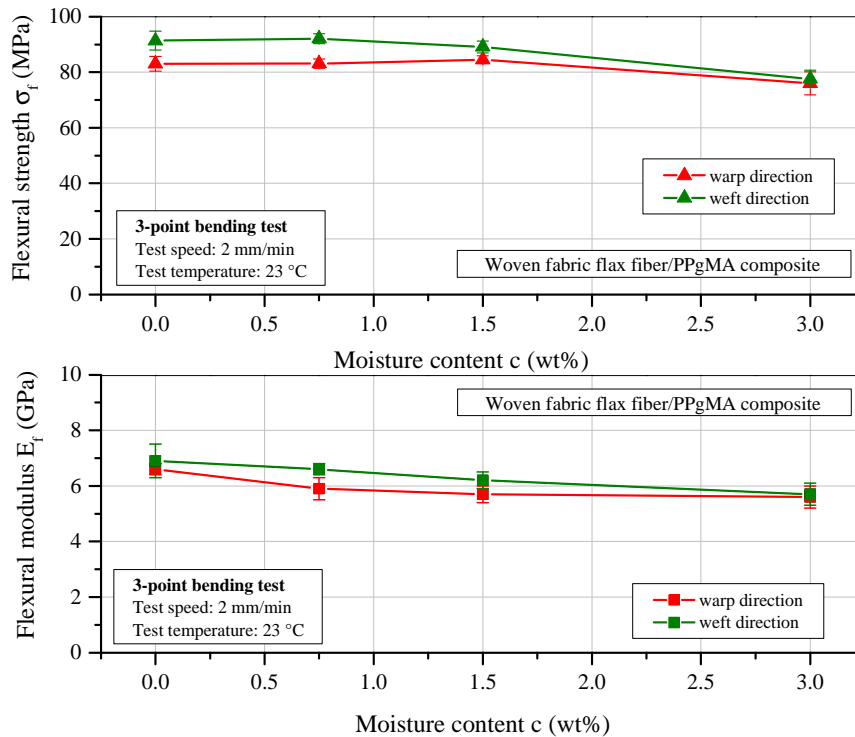 Flexural strength σ_f (MPa)
100
80
60
40
20
0
warp direction
weft direction
3-point bending test
Test speed: 2 mm/min
Test temperature: 23 °C
Woven fabric flax fiber/PPgMA composite
0.0 0.5 1.0 1.5 2.0 2.5 3.0
Moisture content c (wt%)
Flexural modulus E_f (GPa)
10
8
6
4
2
0
Woven fabric flax fiber/PPgMA composite
3-point bending test
Test speed: 2 mm/min
Test temperature: 23 °C
warp direction
weft direction
0.0 0.5 1.0 1.5 2.0 2.5 3.0
Moisture content c (wt%)